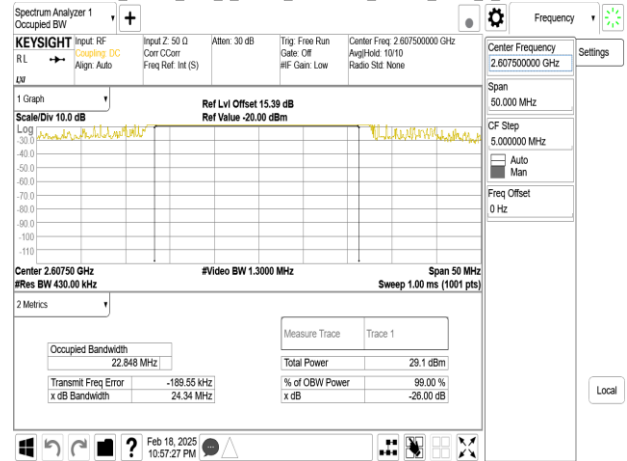 Spectrum Analyzer 1
Occupied BW
Frequency
KEYSIGHT
Input: RF
Coupling: DC
Align: Auto
Input Z: 50 Ω
Corr CCorr
Freq Ref: Int (S)
Atten: 30 dB
Trig: Free Run
Gate: Off
#IF Gain: Low
Center Freq: 2.607500000 GHz
Avg|Hold: 10/10
Radio Std: None
RL
LXI
Center Frequency
2.607500000 GHz
Settings
Span
50.000 MHz
CF Step
5.000000 MHz
Auto
Man
Freq Offset
0 Hz
Local
1 Graph
Ref Lvl Offset 15.39 dB
Scale/Div 10.0 dB
Ref Value -20.00 dBm
Log
-30.0
-40.0
-50.0
-60.0
-70.0
-80.0
-90.0
-100
-110
Center 2.60750 GHz
#Video BW 1.3000 MHz
Span 50 MHz
#Res BW 430.00 kHz
Sweep 1.00 ms (1001 pts)
2 Metrics
Measure Trace Trace 1
Occupied Bandwidth
22.848 MHz
Total Power 29.1 dBm
Transmit Freq Error -189.55 kHz
% of OBW Power 99.00 %
x dB Bandwidth 24.34 MHz
x dB -26.00 dB
Feb 18, 2025
10:57:27 PM